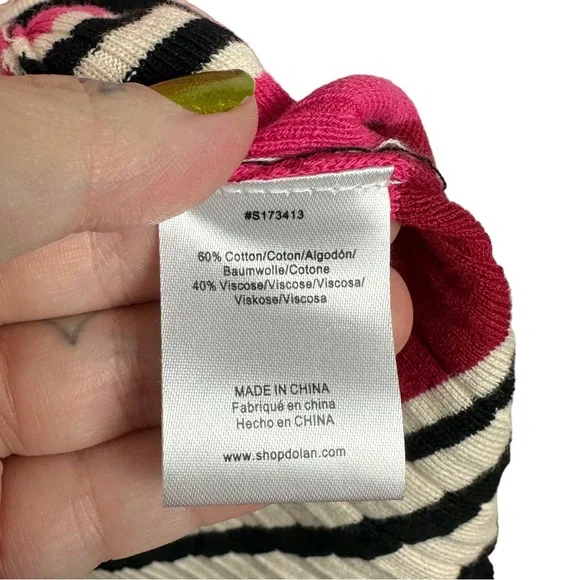 #S173413
60% Cotton/Coton/Algodón/
Baumwolle/Cotone
40% Viscose/Viscose/Viscosa/
Viskose/Viscosa
MADE IN CHINA
Fabriqué en china
Hecho en CHINA
www.shopdolan.com